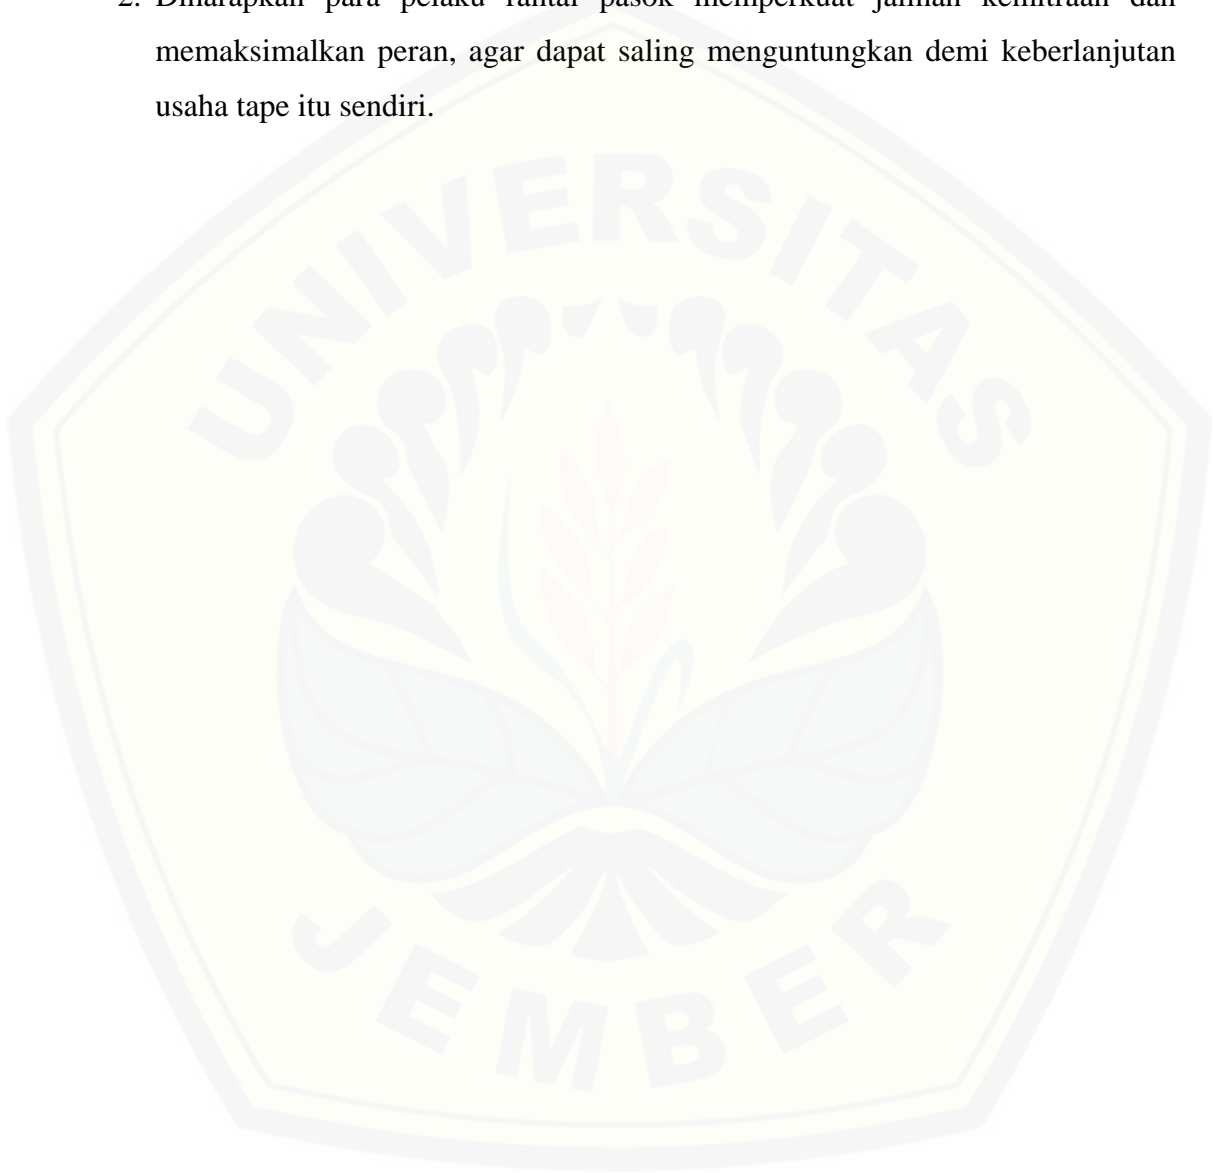 2. Diharapkan para pelaku rantai pasok memperkuat jalinan kemitraan dan
memaksimalkan peran, agar dapat saling menguntungkan demi keberlanjutan
usaha tape itu sendiri.
UNIVERSITAS
JEMBER